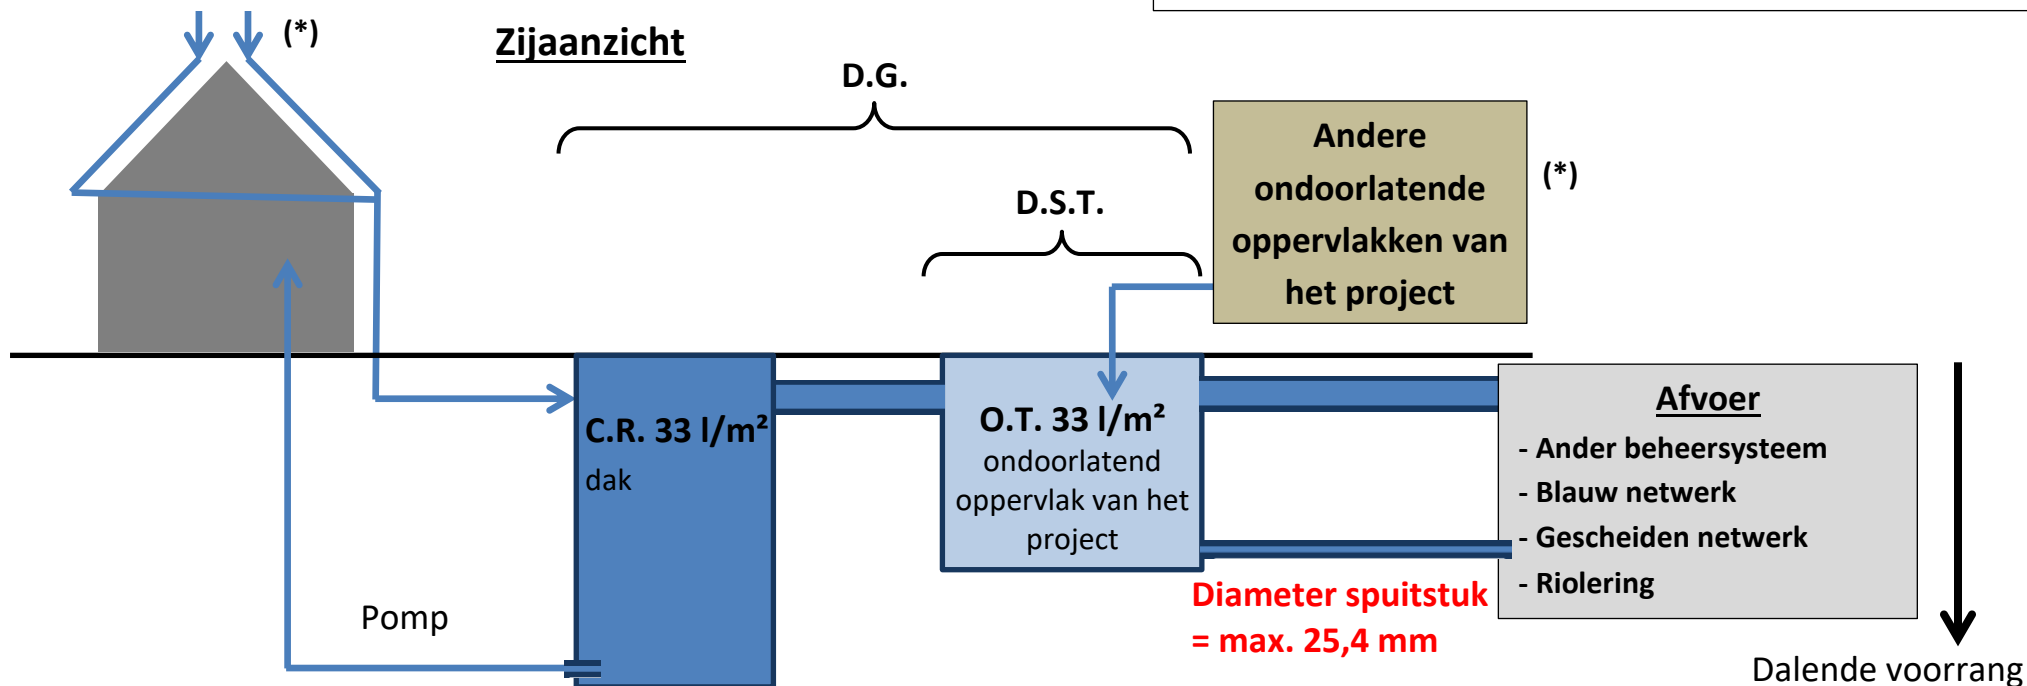 (*)
Zijaanzicht
D.G.
D.S.T.
Andere
ondoorlatende
oppervlakken van
het project
(*)
C.R. 33 l/m²
dak
O.T. 33 l/m²
ondoorlatend
oppervlak van het
project
Afvoer
- Ander beheersysteem
- Blauw netwerk
- Gescheiden netwerk
- Riolering
Diameter spuitstuk
= max. 25,4 mm
Pomp
Dalende voorrang